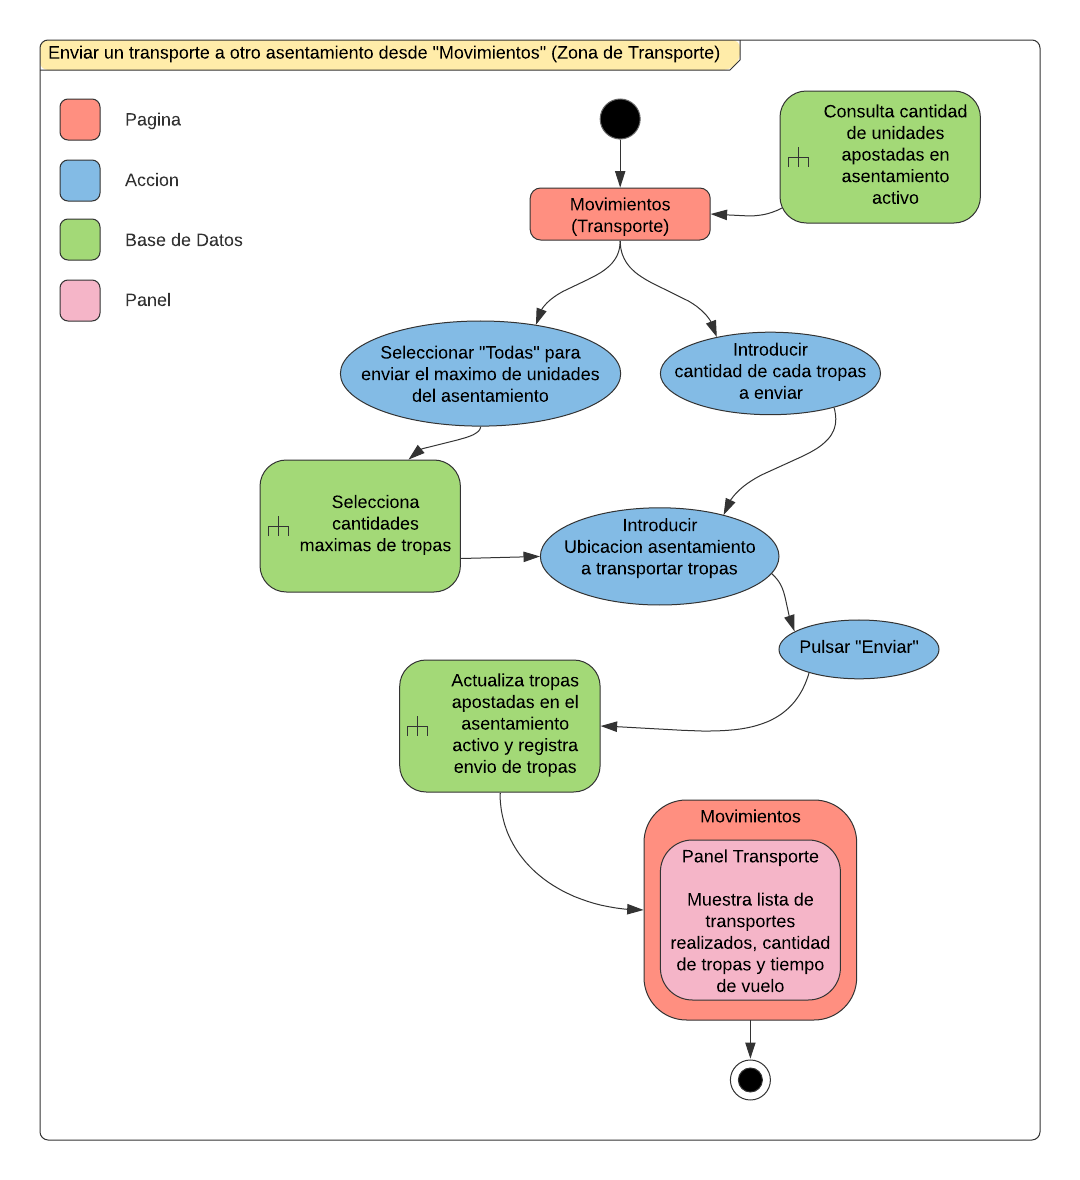 Enviar un transporte a otro asentamiento desde "Movimientos" (Zona de Transporte)
Pagina
Accion
Base de Datos
Panel
Consulta cantidad
de unidades
apostadas en
asentamiento
activo
Movimientos
(Transporte)
Seleccionar "Todas" para
enviar el maximo de unidades
del asentamiento
Introducir
cantidad de cada tropas
a enviar
Selecciona
cantidades
maximas de tropas
Introducir
Ubicacion asentamiento
a transportar tropas
Pulsar "Enviar"
Actualiza tropas
apostadas en el
asentamiento
activo y registra
envio de tropas
Movimientos
Panel Transporte
Muestra lista de
transportes
realizados, cantidad
de tropas y tiempo
de vuelo